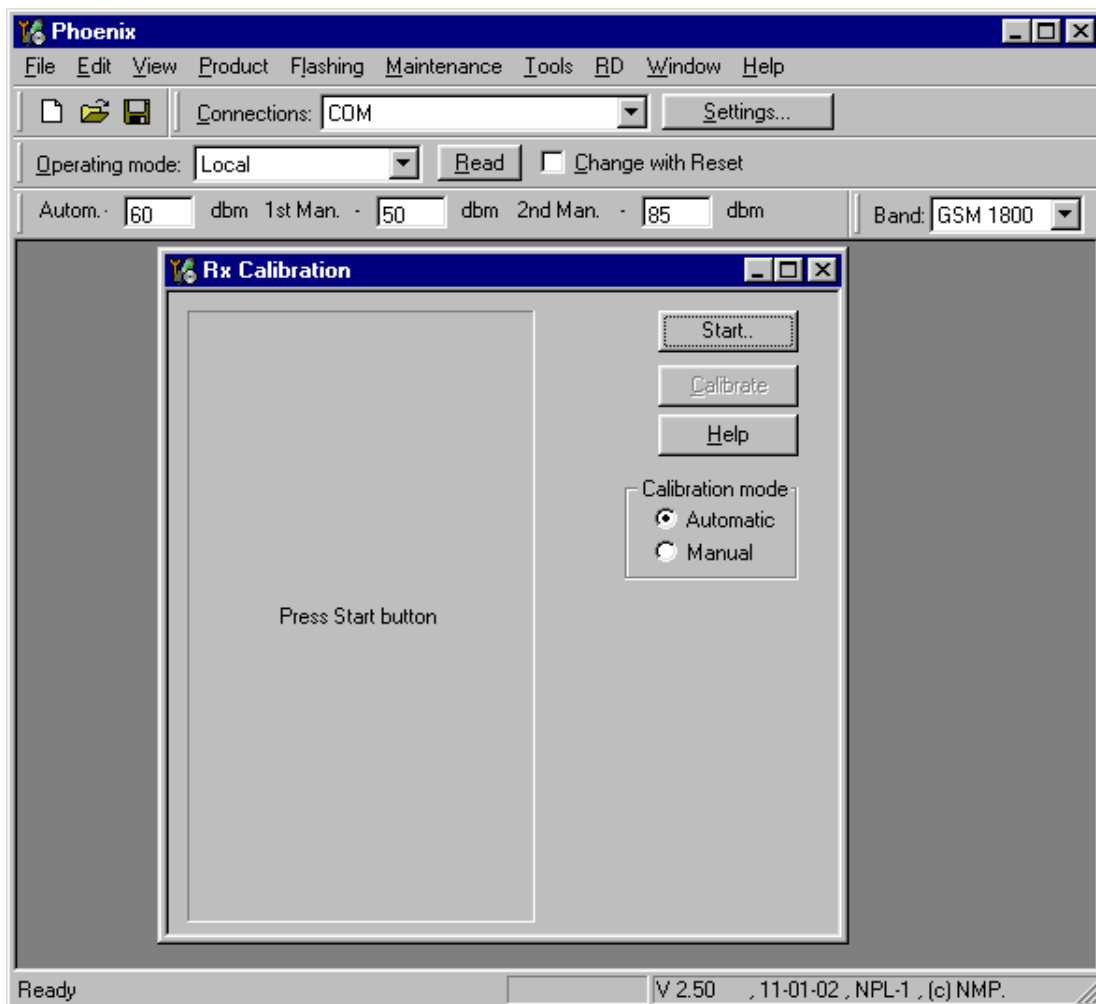 Phoenix
File Edit View Product Flashing Maintenance Tools RD Window Help
Connections: COM Settings...
Operating mode: Local Read Change with Reset
Autom. - 60 dbm 1st Man. - 50 dbm 2nd Man. - 85 dbm Band: GSM 1800
Rx Calibration
Start..
Calibrate
Help
Calibration mode
Automatic
Manual
Press Start button
Ready V 2.50 , 11-01-02 , NPL-1 , (c) NMP.